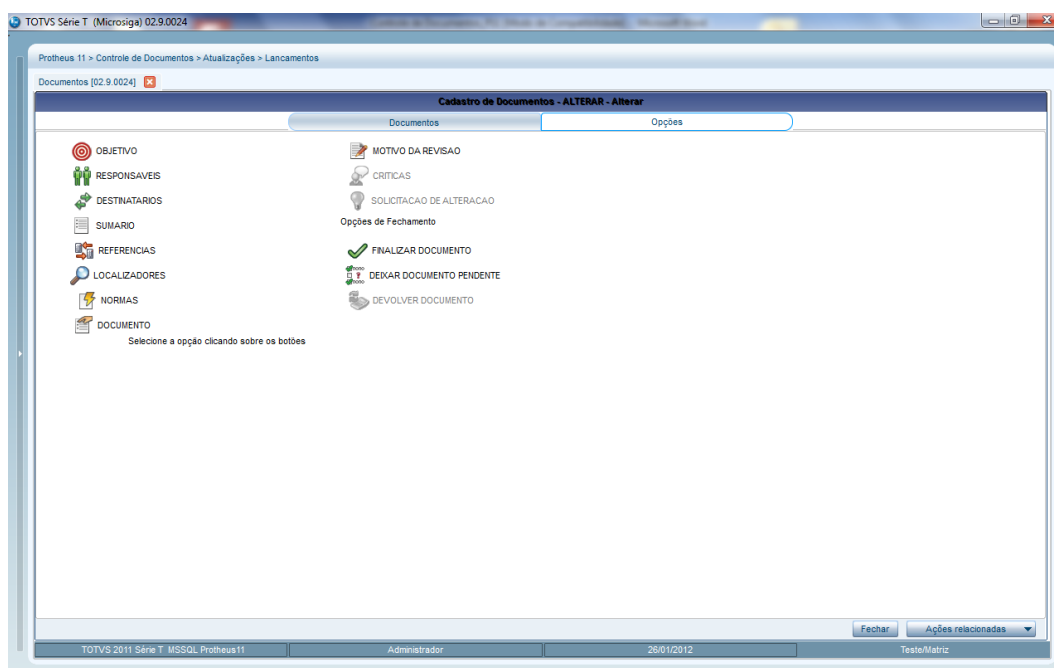 TOTVS Série T (Microsiga) 02.9.0024
Protheus 11 > Controle de Documentos > Atualizações > Lancamentos
Documentos [02.9.0024]
Cadastro de Documentos - ALTERAR - Alterar
Documentos
Opções
OBJETIVO
RESPONSAVEIS
DESTINATARIOS
SUMARIO
REFERENCIAS
LOCALIZADORES
NORMAS
DOCUMENTO
Selecione a opção clicando sobre os botões
MOTIVO DA REVISAO
CRITICAS
SOLICITACAO DE ALTERACAO
Opções de Fechamento
FINALIZAR DOCUMENTO
DEIXAR DOCUMENTO PENDENTE
DEVOLVER DOCUMENTO
Fechar
Ações relacionadas
TOTVS 2011 Série T MSSQL Protheus11
Administrador
26/01/2012
Teste/Matriz